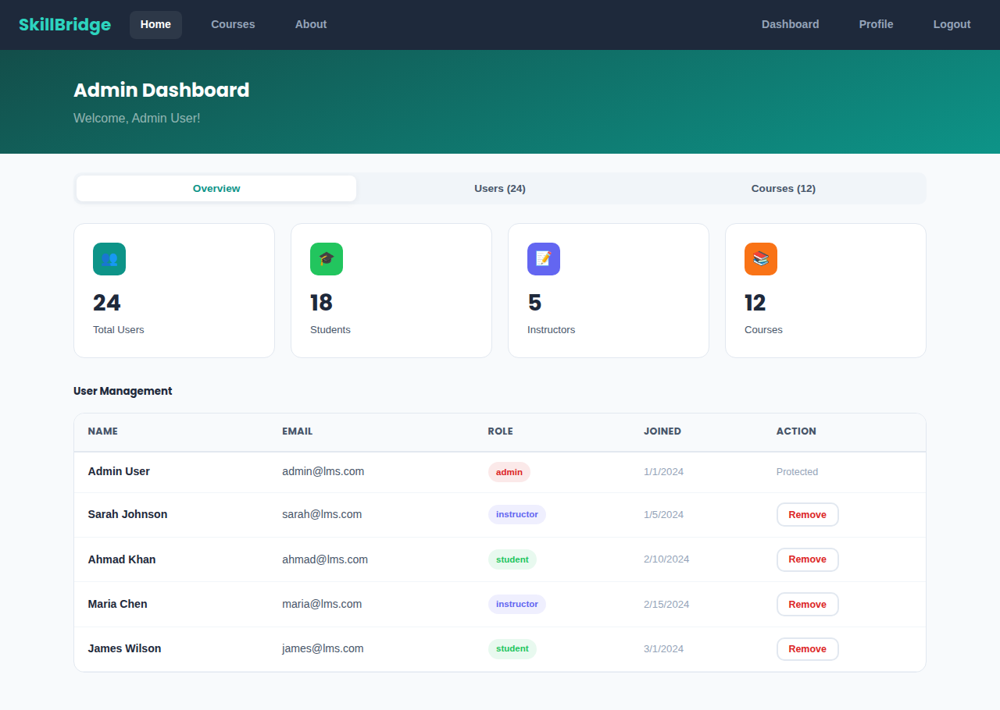 SkillBridge Home Courses About Dashboard Profile Logout
Admin Dashboard
Welcome, Admin User!
Overview Users (24) Courses (12)
24 18 5 12
Total Users Students Instructors Courses
User Management
NAME EMAIL ROLE JOINED ACTION
Admin User admin@lms.com admin 1/1/2024 Protected
Sarah Johnson sarah@lms.com instructor 1/5/2024 Remove
Ahmad Khan ahmad@lms.com student 2/10/2024 Remove
Maria Chen maria@lms.com instructor 2/15/2024 Remove
James Wilson james@lms.com student 3/1/2024 Remove